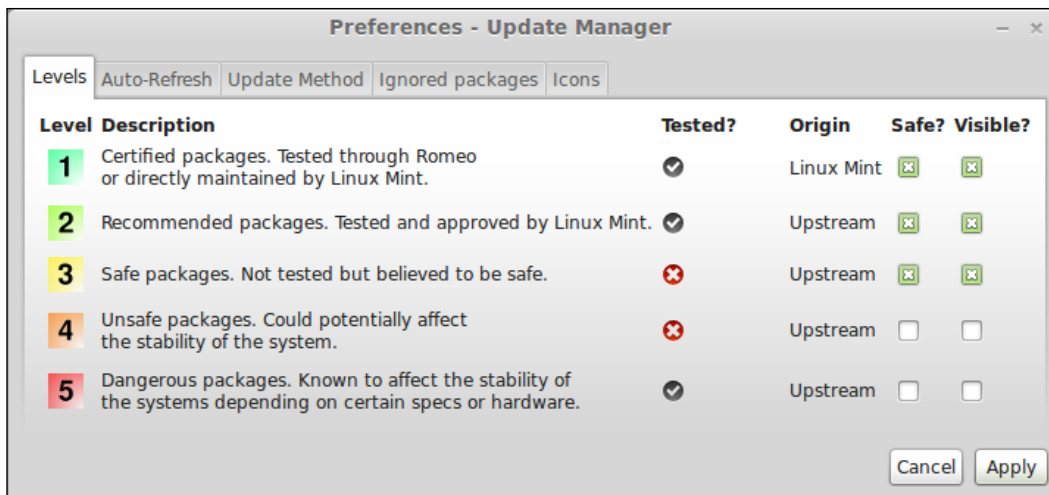 Preferences - Update Manager
Levels Auto-Refresh Update Method Ignored packages Icons
Level Description Tested? Origin Safe? Visible?
1 Certified packages. Tested through Romeo
or directly maintained by Linux Mint. Linux Mint
2 Recommended packages. Tested and approved by Linux Mint. Upstream
3 Safe packages. Not tested but believed to be safe. Upstream
4 Unsafe packages. Could potentially affect
the stability of the system. Upstream
5 Dangerous packages. Known to affect the stability of
the systems depending on certain specs or hardware. Upstream
Cancel Apply